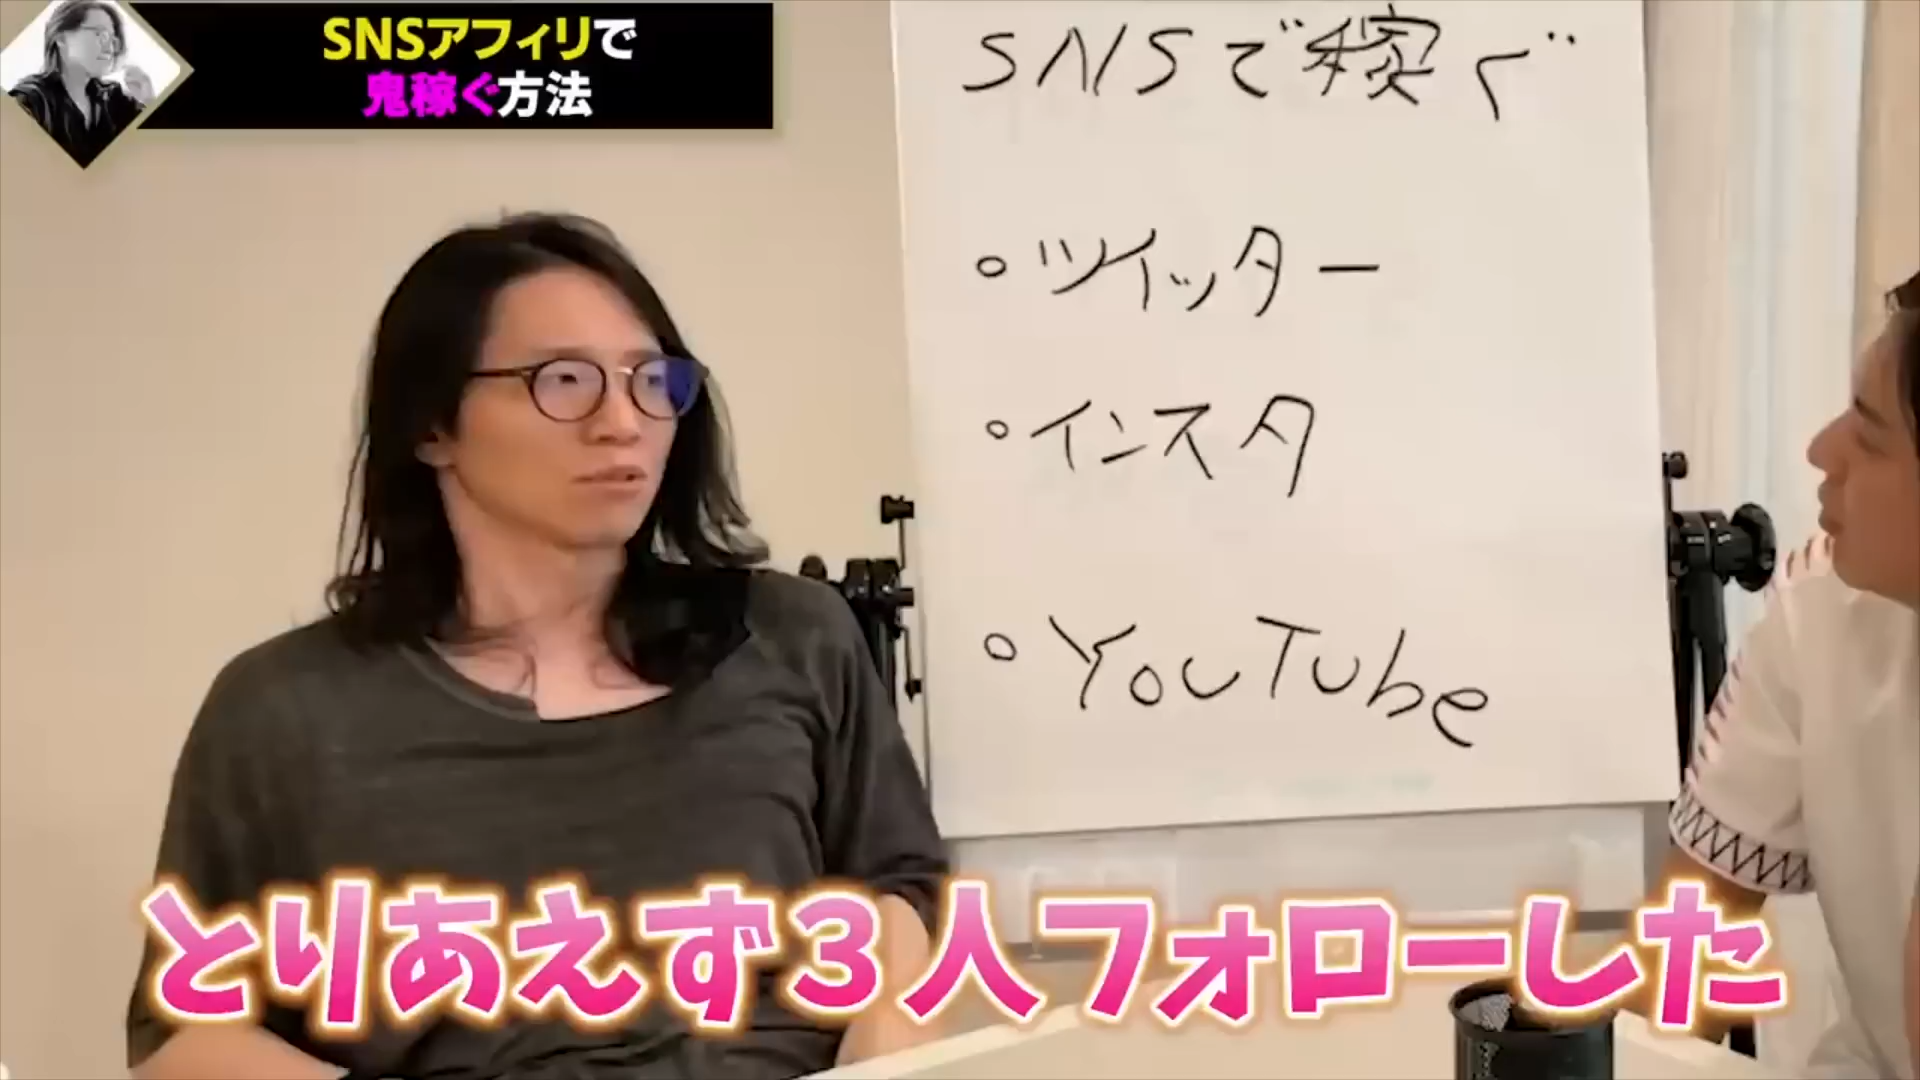 SNSアフィリで
鬼稼ぐ方法
SNSで稼ぐ
・ツイッター
・インスタ
・YouTube
とりあえず3人フォローした